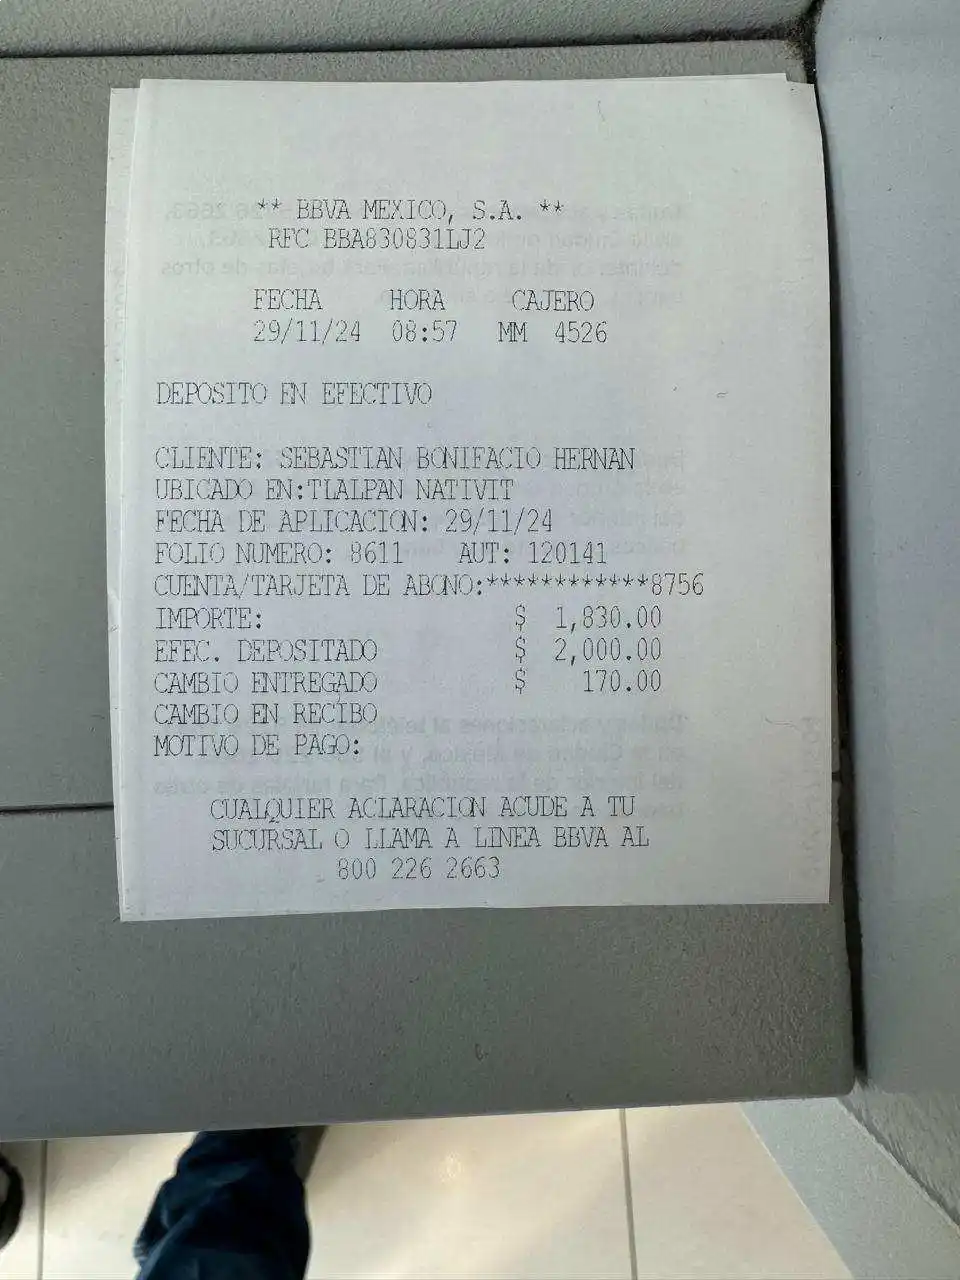 ** BBVA MEXICO, S.A. **
RFC BBA830831LJ2
FECHA HORA CAJERO
29/11/24 08:57 MM 4526
DEPOSITO EN EFECTIVO
CLIENTE: SEBASTIAN BONIFACIO HERNAN
UBICADO EN:TLALPAN NATIVIT
FECHA DE APLICACION: 29/11/24
FOLIO NUMERO: 8611 AUT: 120141
CUENTA/TARJETA DE ABONO:************8756
IMPORTE: $ 1,830.00
EFEC. DEPOSITADO $ 2,000.00
CAMBIO ENTREGADO $ 170.00
CAMBIO EN RECIBO
MOTIVO DE PAGO:
CUALQUIER ACLARACION ACUDE A TU
SUCURSAL O LLAMA A LINEA BBVA AL
800 226 2663